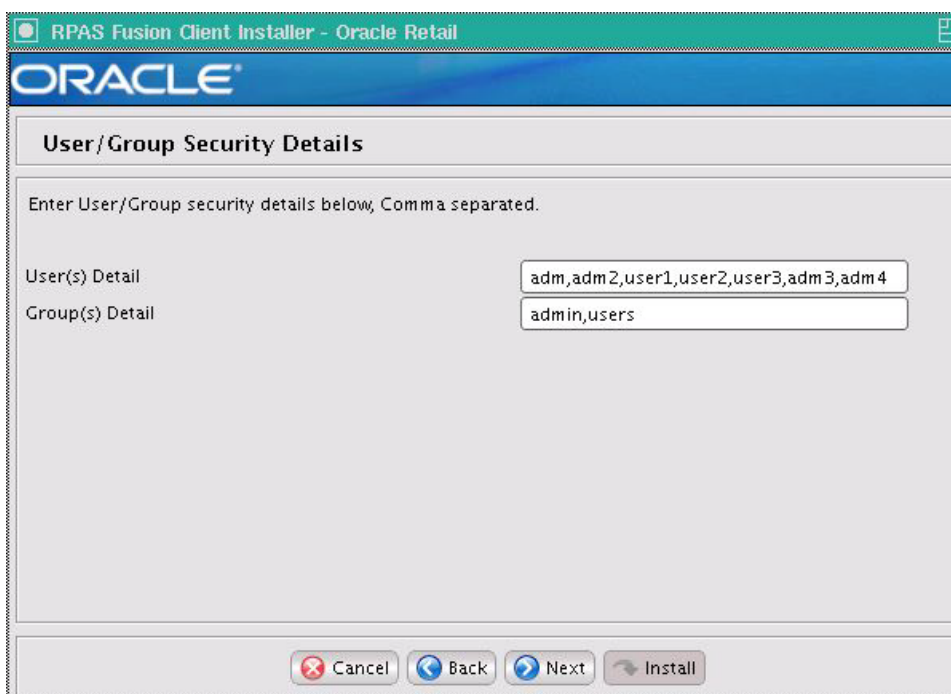 RPAS Fusion Client Installer - Oracle Retail
ORACLE®
User/Group Security Details
Enter User/Group security details below, Comma separated.
User(s) Detail adm,adm2,user1,user2,user3,adm3,adm4
Group(s) Detail admin,users
Cancel Back Next Install